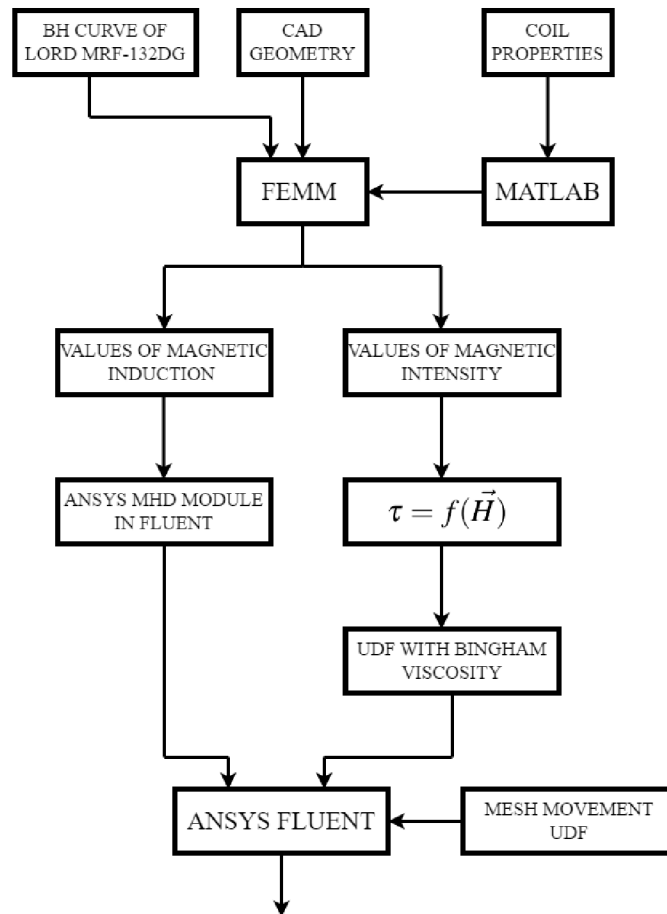 BH CURVE OF
LORD MRF-132DG
CAD
GEOMETRY
COIL
PROPERTIES
FEMM
MATLAB
VALUES OF MAGNETIC
INDUCTION
VALUES OF MAGNETIC
INTENSITY
ANSYS MHD MODULE
IN FLUENT
τ = f(H⃗)
UDF WITH BINGHAM
VISCOSITY
ANSYS FLUENT
MESH MOVEMENT
UDF